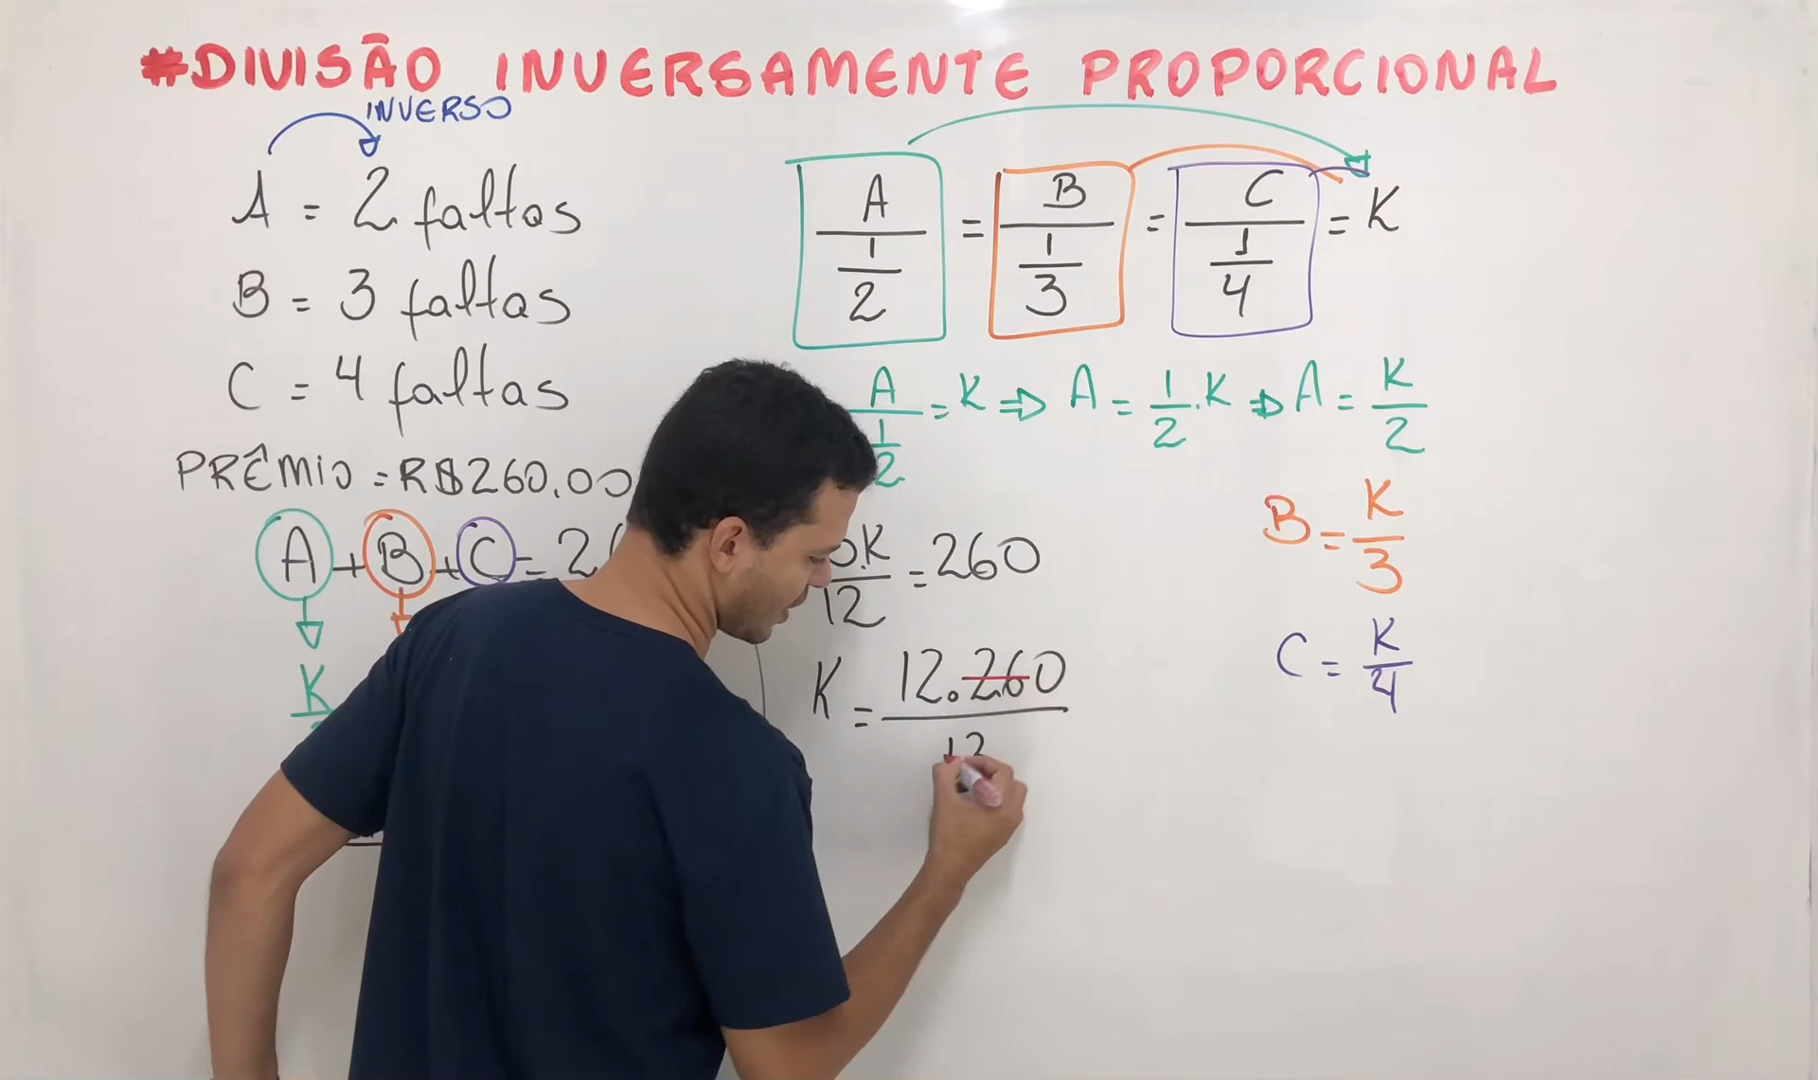 #DIVISÃO INVERSAMENTE PROPORCIONAL
INVERSO
A = 2 faltas
B = 3 faltas
C = 4 faltas
PRÊMIO = R$260,00
A + B + C =
K
A/(1/2) = B/(1/3) = C/(1/4) = K
A/(1/2) = K ⇒ A = 1/2 . K ⇒ A = K/2
B = K/3
C = K/4
.K/12 = 260
K = 12.260/13